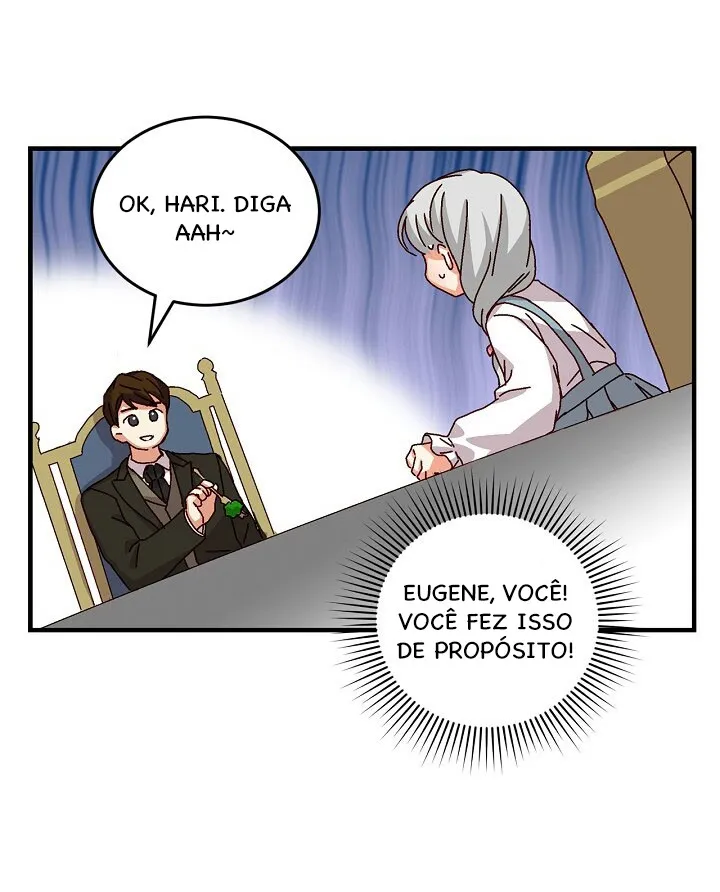 OK, HARI. DIGA
AAH~
EUGENE, VOCÊ!
VOCÊ FEZ ISSO
DE PROPÓSITO!